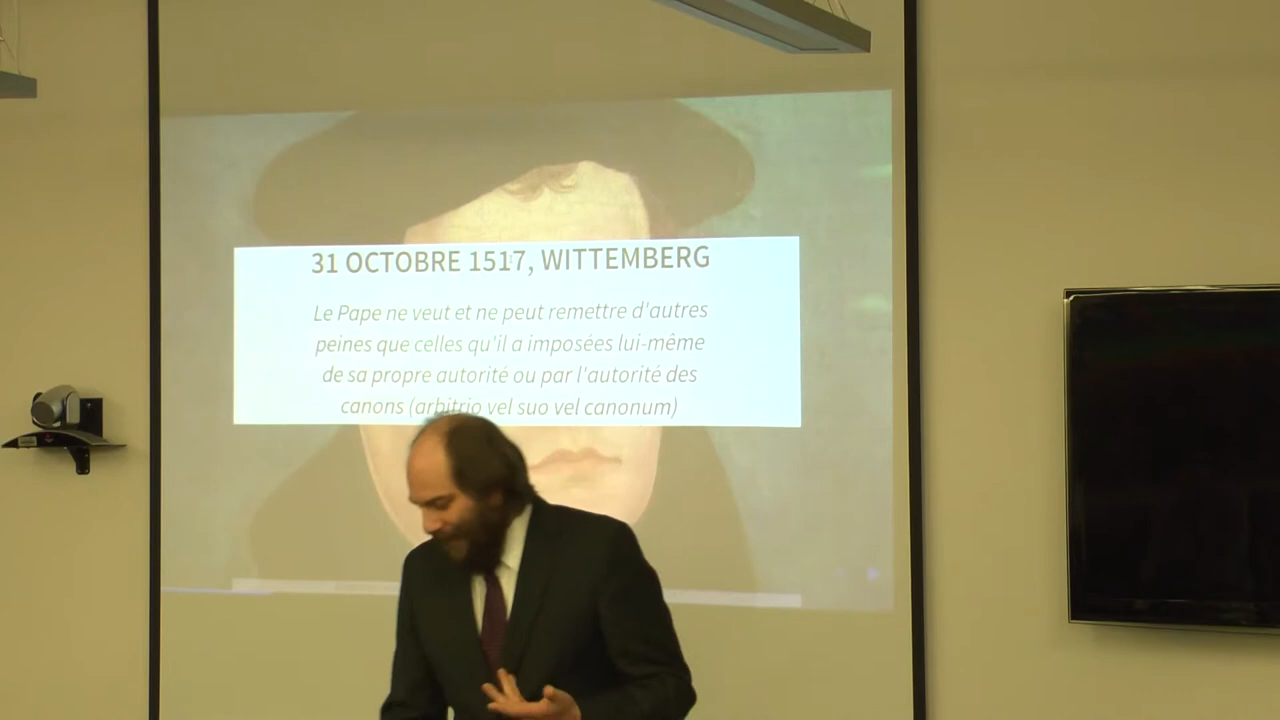 31 OCTOBRE 1517, WITTEMBERG
Le Pape ne veut et ne peut remettre d'autres
peines que celles qu'il a imposées lui-même
de sa propre autorité ou par l'autorité des
canons (arbitrio vel suo vel canonum)